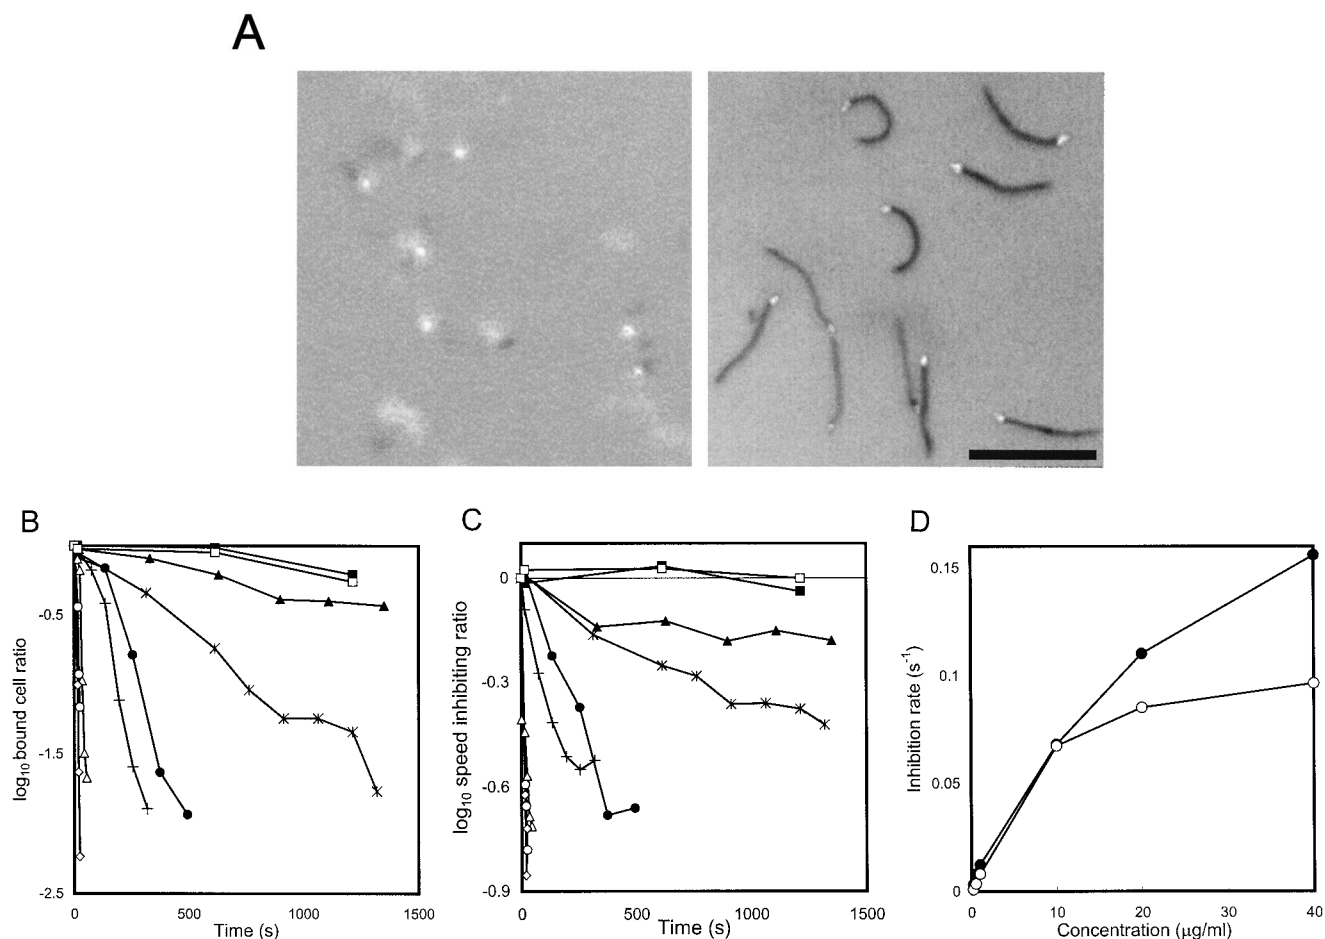 A
B
C
D
log10 bound cell ratio
-0.5
-1.5
-2.5
0
500
1000
1500
Time (s)
log10 speed inhibiting ratio
0
-0.3
-0.6
-0.9
0
500
1000
1500
Time (s)
Inhibition rate (s-1)
0.15
0.1
0.05
0
0
10
20
30
40
Concentration (µg/ml)